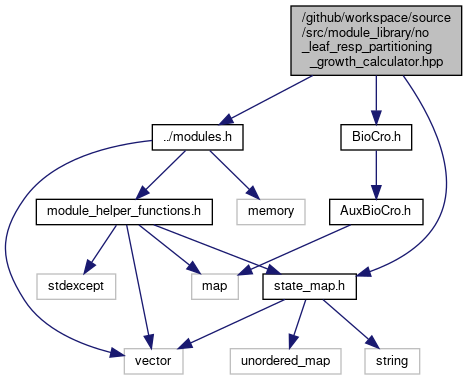 /github/workspace/source
/src/module_library/no
_leaf_resp_partitioning
_growth_calculator.hpp
../modules.h
BioCro.h
module_helper_functions.h
memory
AuxBioCro.h
stdexcept
map
state_map.h
vector
unordered_map
string